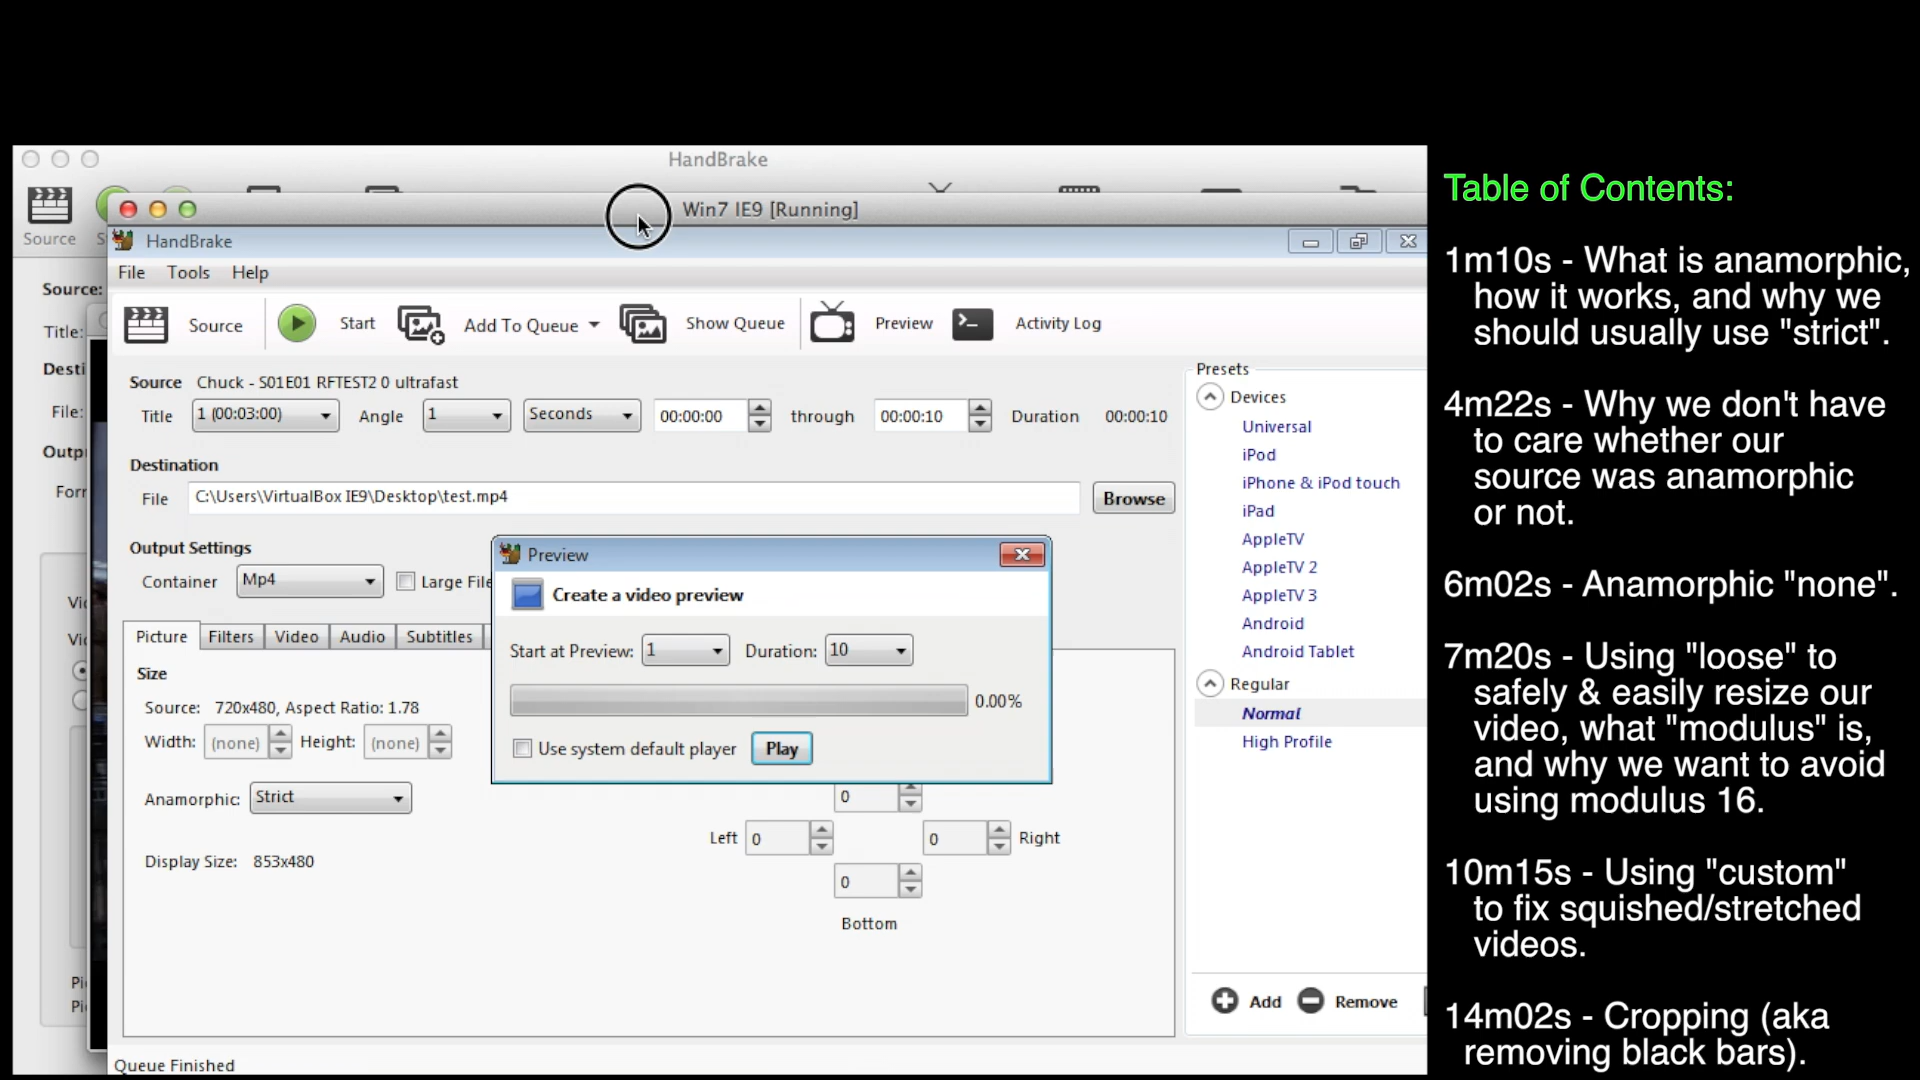 HandBrake
Source
Source:
Title:
File:
Win7 IE9 [Running]
HandBrake
File Tools Help
Source Start Add To Queue Show Queue Preview Activity Log
Source Chuck - S01E01 RFTEST2 0 ultrafast
Title 1 (00:03:00) Angle 1 Seconds 00:00:00 through 00:00:10 Duration 00:00:10
Destination
File C:\Users\VirtualBox IE9\Desktop\test.mp4 Browse
Output Settings
Container Mp4 Large File
Picture Filters Video Audio Subtitles
Size
Source: 720x480, Aspect Ratio: 1.78
Width: (none) Height: (none)
Anamorphic: Strict
Display Size: 853x480
0
Left 0 0 Right
0
Bottom
Queue Finished
Preview
Create a video preview
Start at Preview: 1 Duration: 10
0.00%
Use system default player Play
Presets
Devices
Universal
iPod
iPhone & iPod touch
iPad
AppleTV
AppleTV 2
AppleTV 3
Android
Android Tablet
Regular
Normal
High Profile
Add Remove
Table of Contents:
1m10s - What is anamorphic,
how it works, and why we
should usually use "strict".
4m22s - Why we don't have
to care whether our
source was anamorphic
or not.
6m02s - Anamorphic "none".
7m20s - Using "loose" to
safely & easily resize our
video, what "modulus" is,
and why we want to avoid
using modulus 16.
10m15s - Using "custom"
to fix squished/stretched
videos.
14m02s - Cropping (aka
removing black bars).